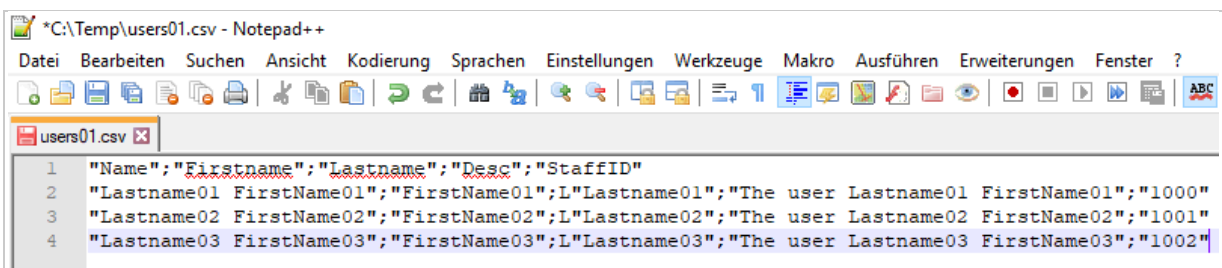 *C:\Temp\users01.csv - Notepad++
Datei Bearbeiten Suchen Ansicht Kodierung Sprachen Einstellungen Werkzeuge Makro Ausführen Erweiterungen Fenster ?
ABC
users01.csv
1 "Name";"Firstname";"Lastname";"Desc";"StaffID"
2 "Lastname01 FirstName01";"FirstName01";L"Lastname01";"The user Lastname01 FirstName01";"1000"
3 "Lastname02 FirstName02";"FirstName02";L"Lastname02";"The user Lastname02 FirstName02";"1001"
4 "Lastname03 FirstName03";"FirstName03";L"Lastname03";"The user Lastname03 FirstName03";"1002"